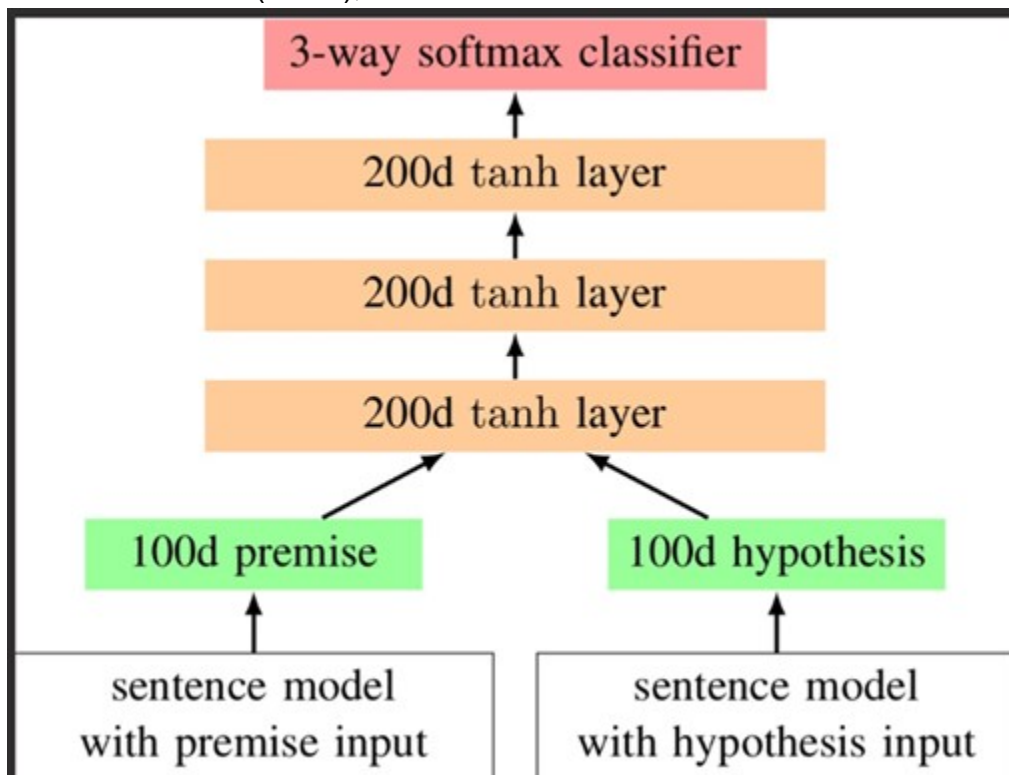 3-way softmax classifier
200d tanh layer
200d tanh layer
200d tanh layer
100d premise
100d hypothesis
sentence model
with premise input
sentence model
with hypothesis input